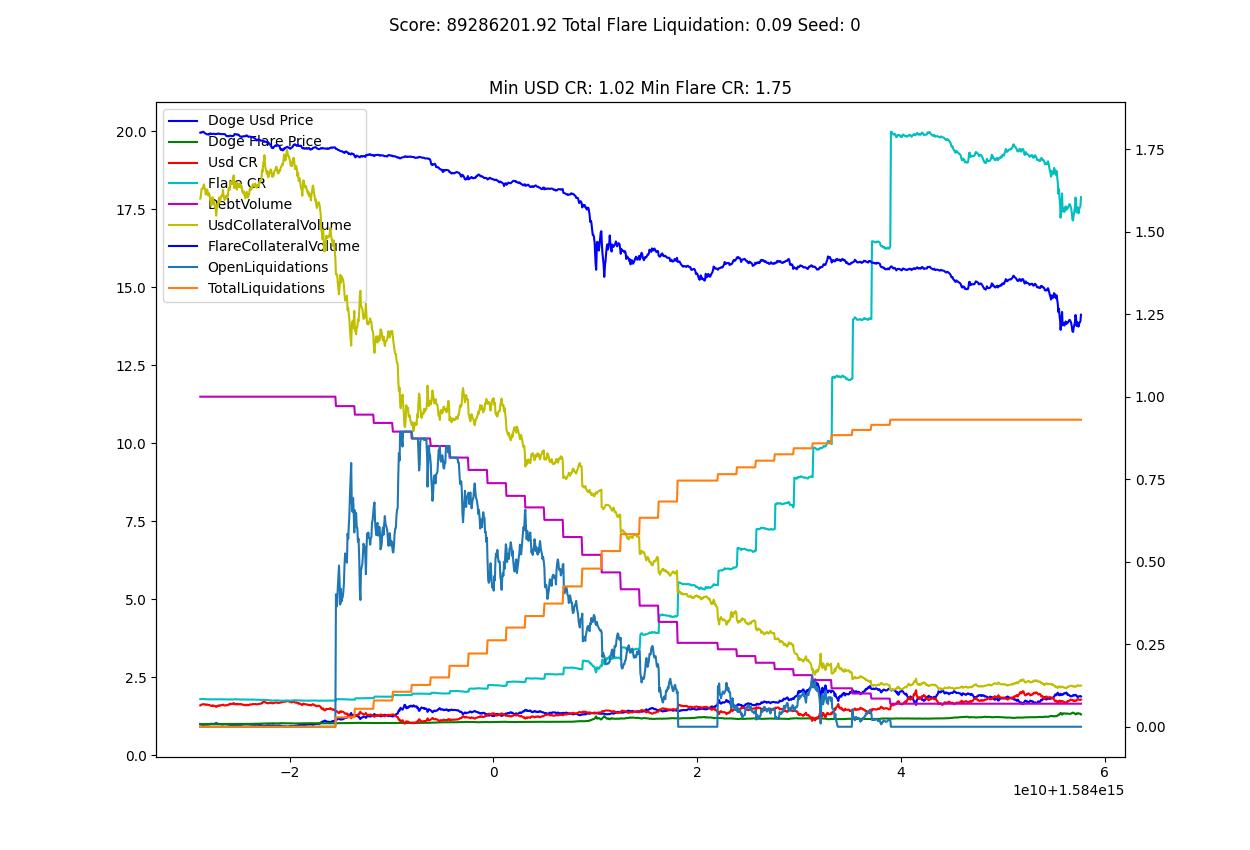 Score: 89286201.92 Total Flare Liquidation: 0.09 Seed: 0
Min USD CR: 1.02 Min Flare CR: 1.75
Doge Usd Price
Doge Flare Price
Usd CR
Flare CR
DebtVolume
UsdCollateralVolume
FlareCollateralVolume
OpenLiquidations
TotalLiquidations
20.0
17.5
15.0
12.5
10.0
7.5
5.0
2.5
0.0
1.75
1.50
1.25
1.00
0.75
0.50
0.25
0.00
−2
0
2
4
6
1e10+1.584e15